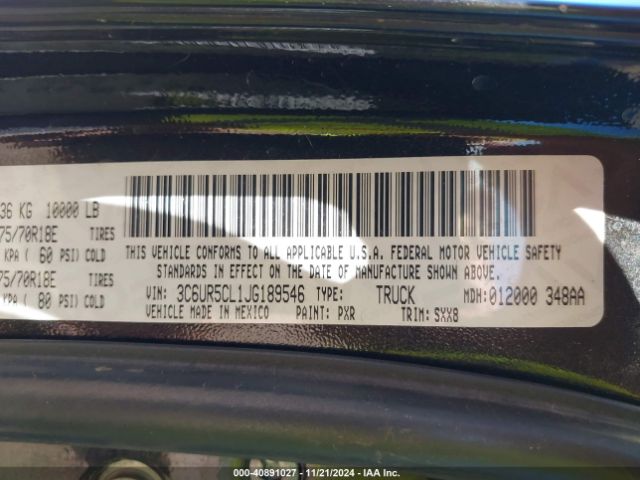 36 KG 10000 LB
75/70R18E TIRES
KPA ( 60 PSI) COLD
75/70R18E TIRES
KPA ( 80 PSI) COLD
THIS VEHICLE CONFORMS TO ALL APPLICABLE U.S.A. FEDERAL MOTOR VEHICLE SAFETY
STANDARDS IN EFFECT ON THE DATE OF MANUFACTURE SHOWN ABOVE.
VIN: 3C6UR5CL1JG189546 TYPE: TRUCK MDH: 012000 348AA
VEHICLE MADE IN MEXICO PAINT: PXR TRIM: SXX8
000-40891027 - 11/21/2024 - IAA Inc.